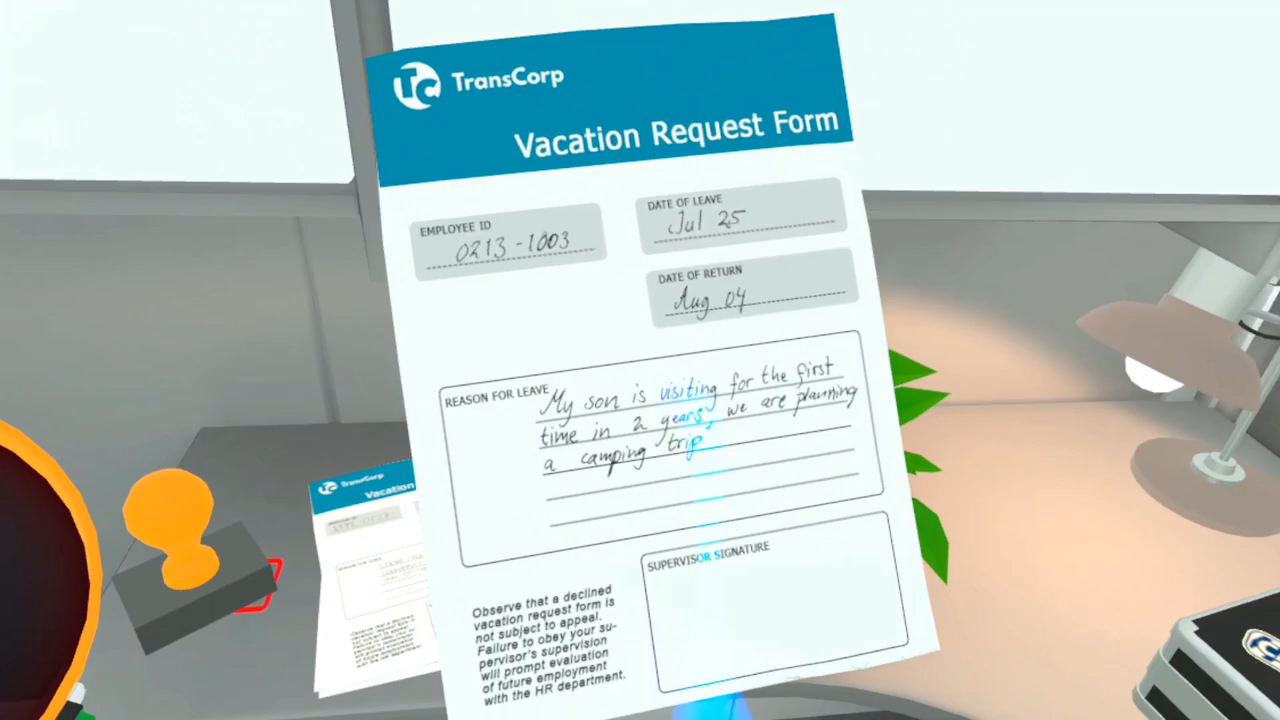 TC TransCorp
Vacation Request Form
EMPLOYEE ID
0213-1003
DATE OF LEAVE
Jul 25
DATE OF RETURN
Aug 04
REASON FOR LEAVE
My son is visiting for the first
time in 2 years, we are planning
a camping trip.
SUPERVISOR SIGNATURE
Observe that a declined
vacation request form is
not subject to appeal.
Failure to obey your su-
pervisor's supervision
will prompt evaluation
of future employment
with the HR department.
TransCorp
Vacation
TC